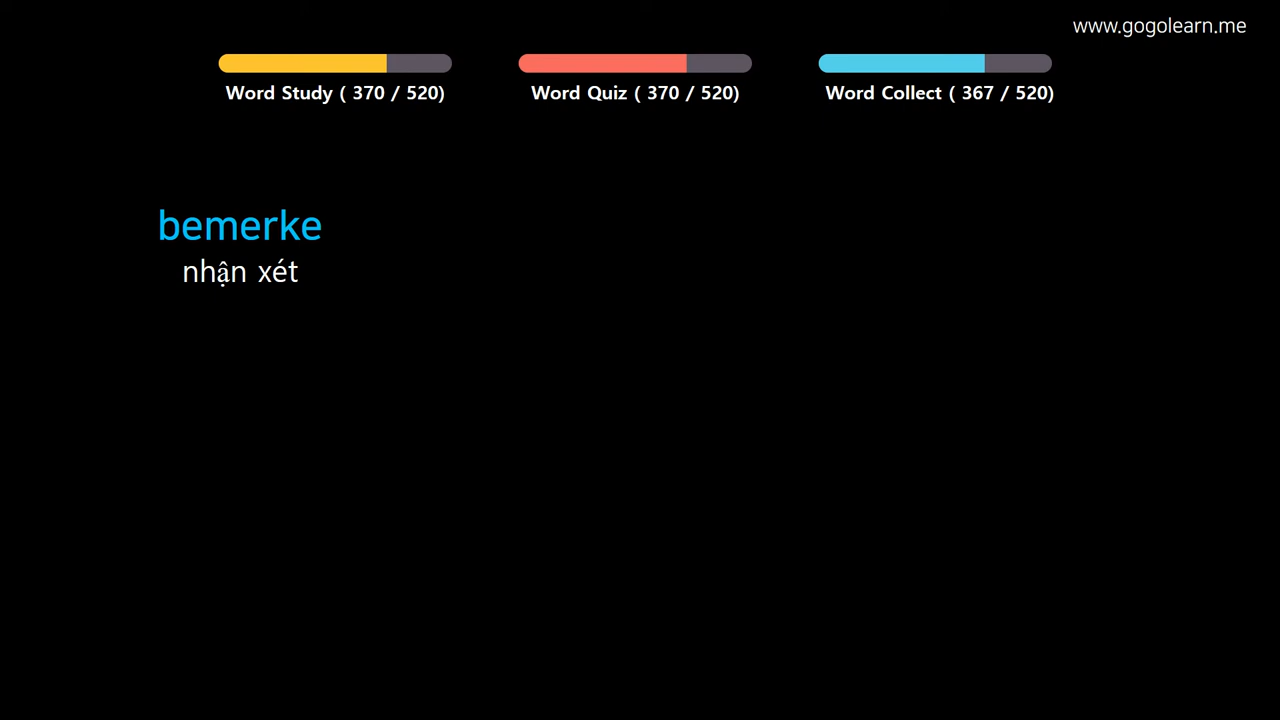 www.gogolearn.me
Word Study ( 370 / 520)
Word Quiz ( 370 / 520)
Word Collect ( 367 / 520)
bemerke
nhận xét